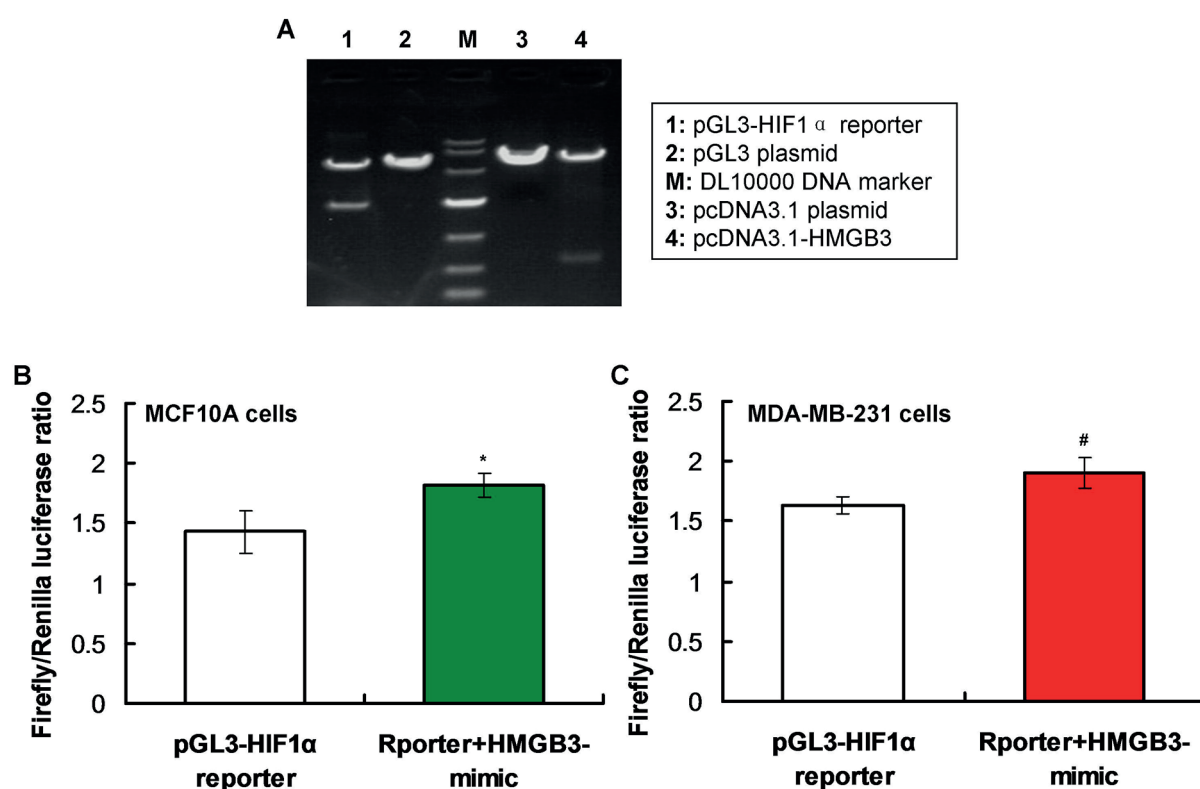 A
1 2 M 3 4
1: pGL3-HIF1α reporter
2: pGL3 plasmid
M: DL10000 DNA marker
3: pcDNA3.1 plasmid
4: pcDNA3.1-HMGB3
B
Firefly/Renilla luciferase ratio
2.5
2
1.5
1
0.5
0
MCF10A cells
*
pGL3-HIF1α
reporter
Rporter+HMGB3-
mimic
C
Firefly/Renilla luciferase ratio
2.5
2
1.5
1
0.5
0
MDA-MB-231 cells
#
pGL3-HIF1α
reporter
Rporter+HMGB3-
mimic